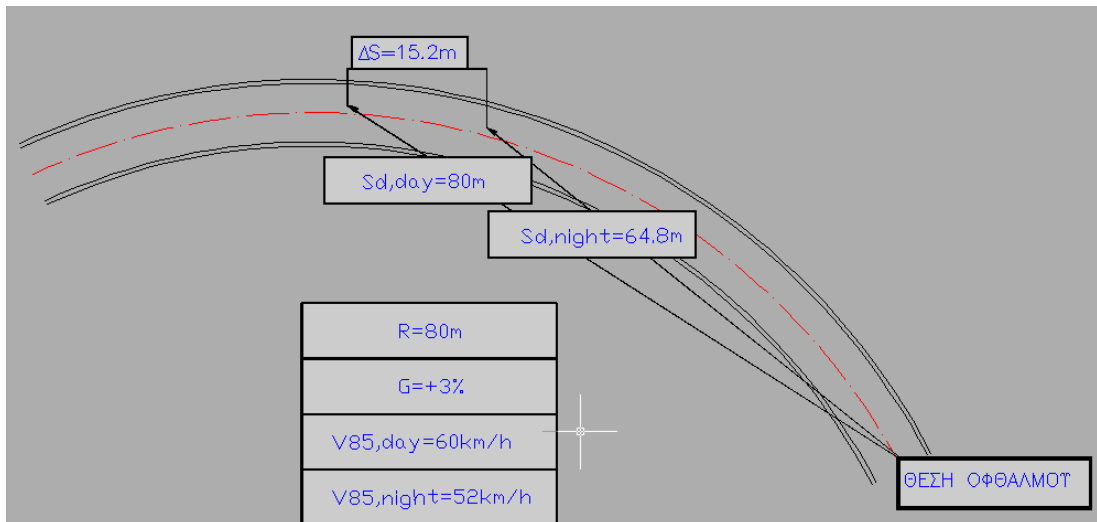 ΔS=15.2m
Sd,day=80m
Sd,night=64.8m
R=80m
G=+3%
V85,day=60km/h
V85,night=52km/h
ΘΕΣΗ ΟΦΘΑΛΜΟΥ